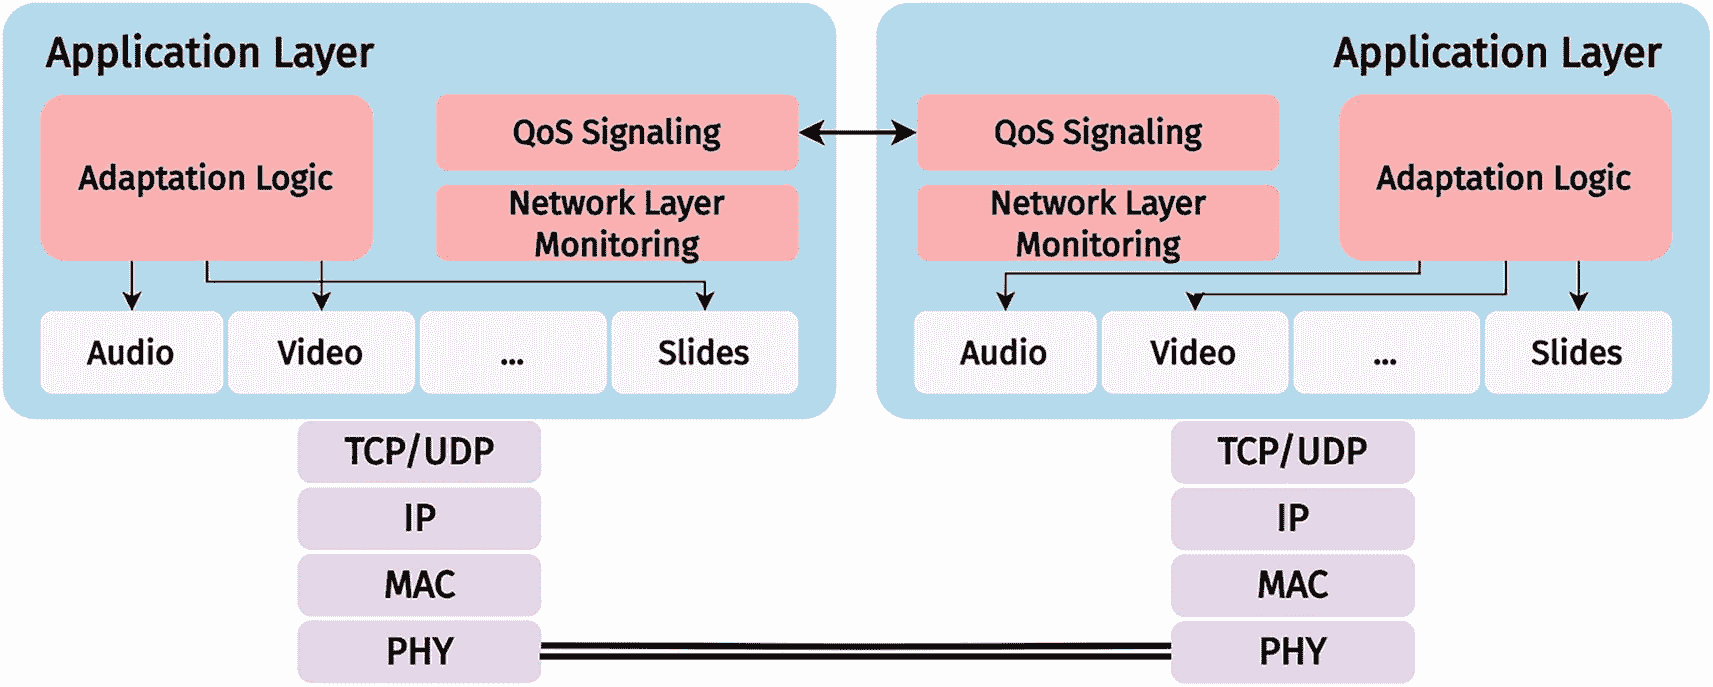 Application Layer
Adaptation Logic
QoS Signaling
Network Layer
Monitoring
Audio
Video
...
Slides
TCP/UDP
IP
MAC
PHY
Application Layer
QoS Signaling
Network Layer
Monitoring
Adaptation Logic
Audio
Video
...
Slides
TCP/UDP
IP
MAC
PHY